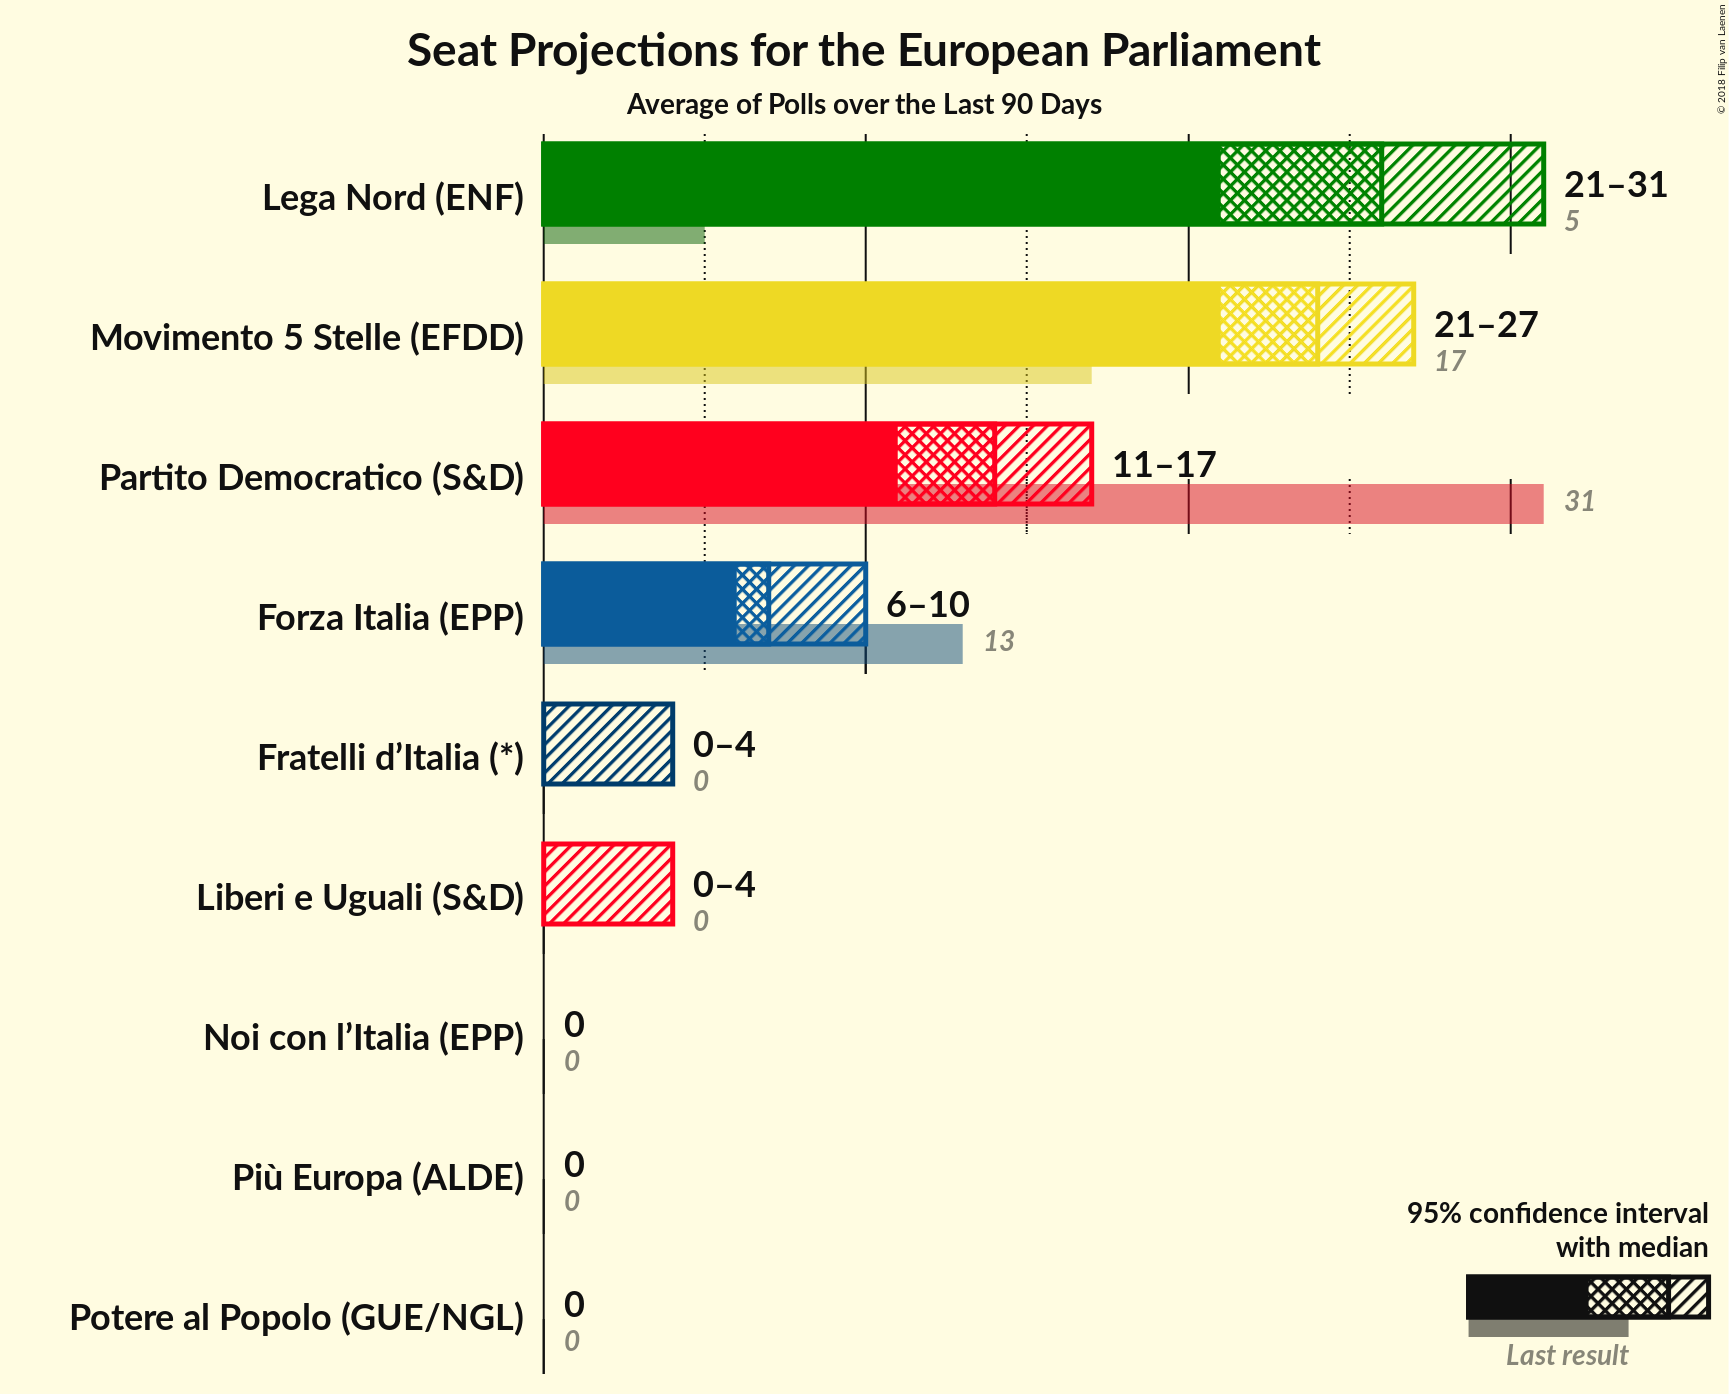 Seat Projections for the European Parliament
Average of Polls over the Last 90 Days
© 2018 Filip van Laenen
Lega Nord (ENF)
21–31
5
Movimento 5 Stelle (EFDD)
21–27
17
Partito Democratico (S&D)
11–17
31
Forza Italia (EPP)
6–10
13
Fratelli d’Italia (*)
0–4
0
Liberi e Uguali (S&D)
0–4
0
Noi con l’Italia (EPP)
0
0
Più Europa (ALDE)
0
0
Potere al Popolo (GUE/NGL)
0
0
95% confidence interval
with median
Last result